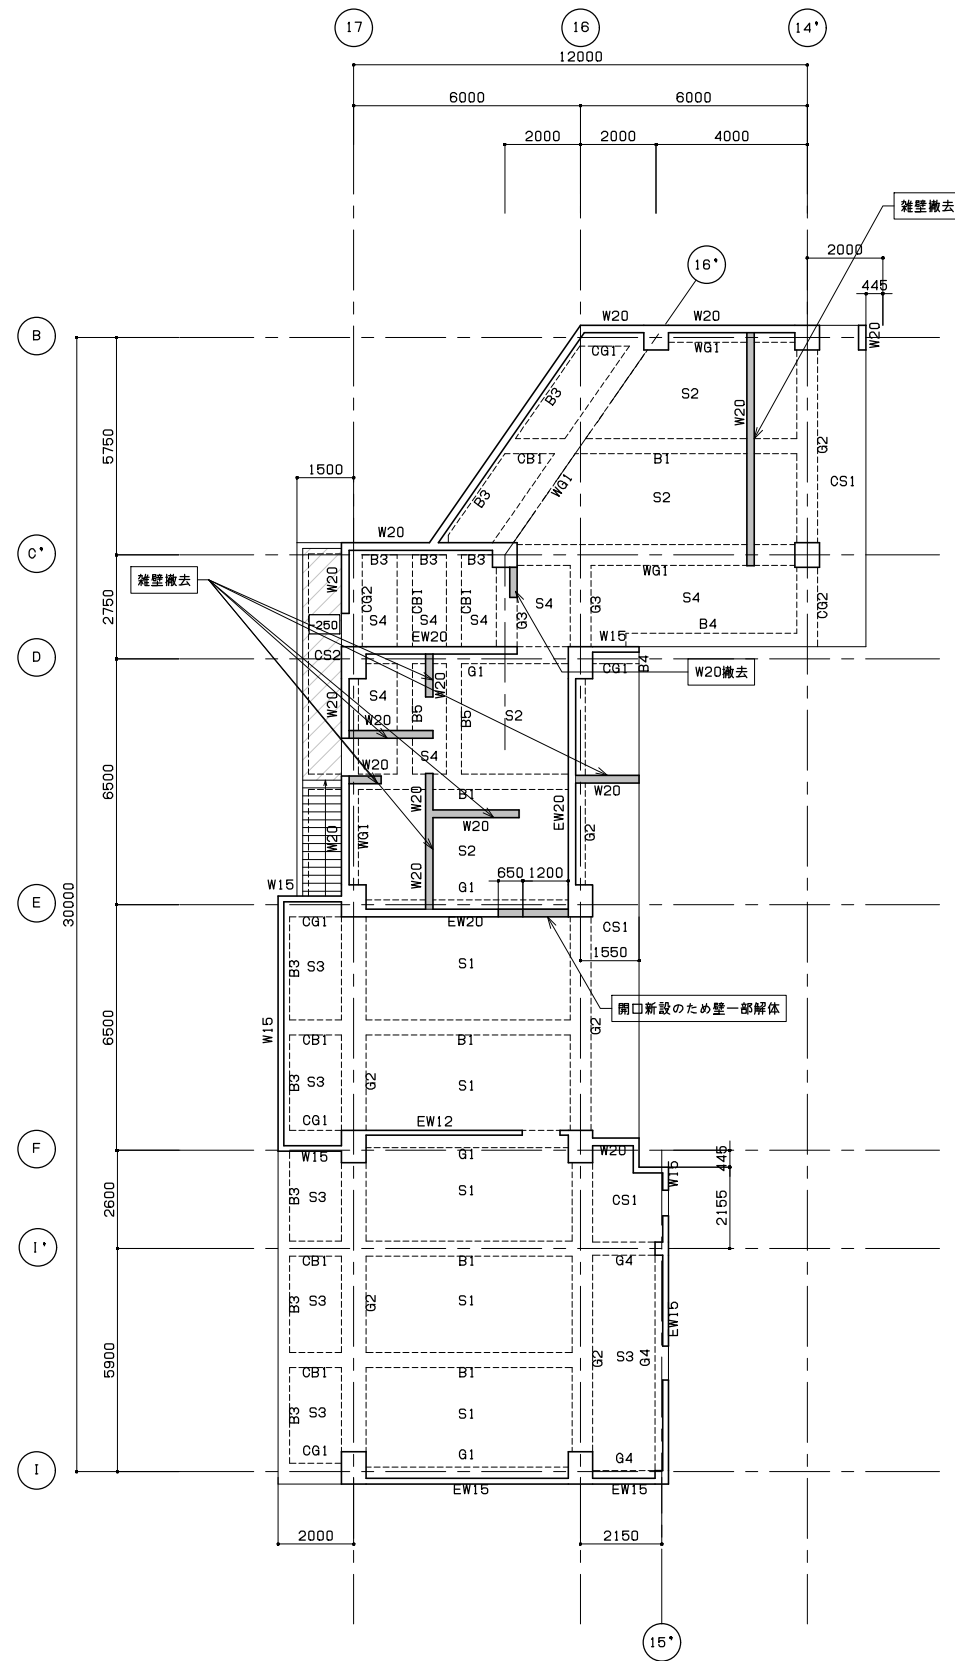 17
16
14'
12000
6000
6000
2000
2000
4000
雑壁撤去
2000
445
16'
B
W20
W20
W20
CG1
WG1
B3
S2
W20
G2
5750
1500
CB1
B1
WG1
S2
CS1
B3
W20
C'
雑壁撤去
W20
B3
B3
B3
CG2
CB1
CB1
WG1
S4
S4
G3
G3
CG2
2750
-250
S4
S4
S4
B4
EW20
W15
D
CS2
G1
W20
CG1
B4
W20撤去
W20
S4
B5
B5
S2
W20
S4
6500
W20
B1
W20
W20
W20
WG1
W20
EW20
G2
S2
W20
30000
W15
G1
650
1200
E
CG1
EW20
CS1
1550
B3
S3
S1
開口新設のため壁一部解体
W15
6500
CB1
B1
G2
B3
S3
G2
S1
CG1
EW12
F
W15
G1
W20
445
W15
B3
S3
S1
CS1
2600
2155
I'
CB1
B1
G4
B3
S3
G2
S1
EW15
5900
CB1
B1
G2
S3
G4
B3
S3
S1
CG1
G1
G4
I
EW15
EW15
2000
2150
15'